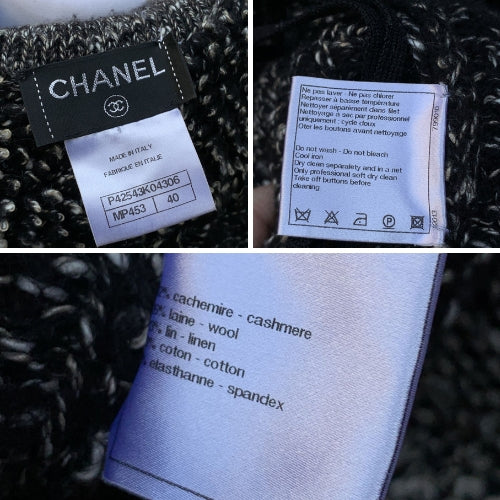 CHANEL
MADE IN ITALY
FABRIQUÉ EN ITALIE
P42543K04306
MP453 40
Ne pas laver - Ne pas chlorer
Repasser à basse température
Nettoyer séparément dans filet
Nettoyage à sec par professionnel
uniquement : cycle doux
Oter les boutons avant nettoyage
Do not wash - Do not bleach
Cool iron
Dry clean separately and in a net
Only professional soft dry clean
Take off buttons before
cleaning
% cachemire - cashmere
% laine - wool
% lin - linen
% coton - cotton
elasthanne - spandex